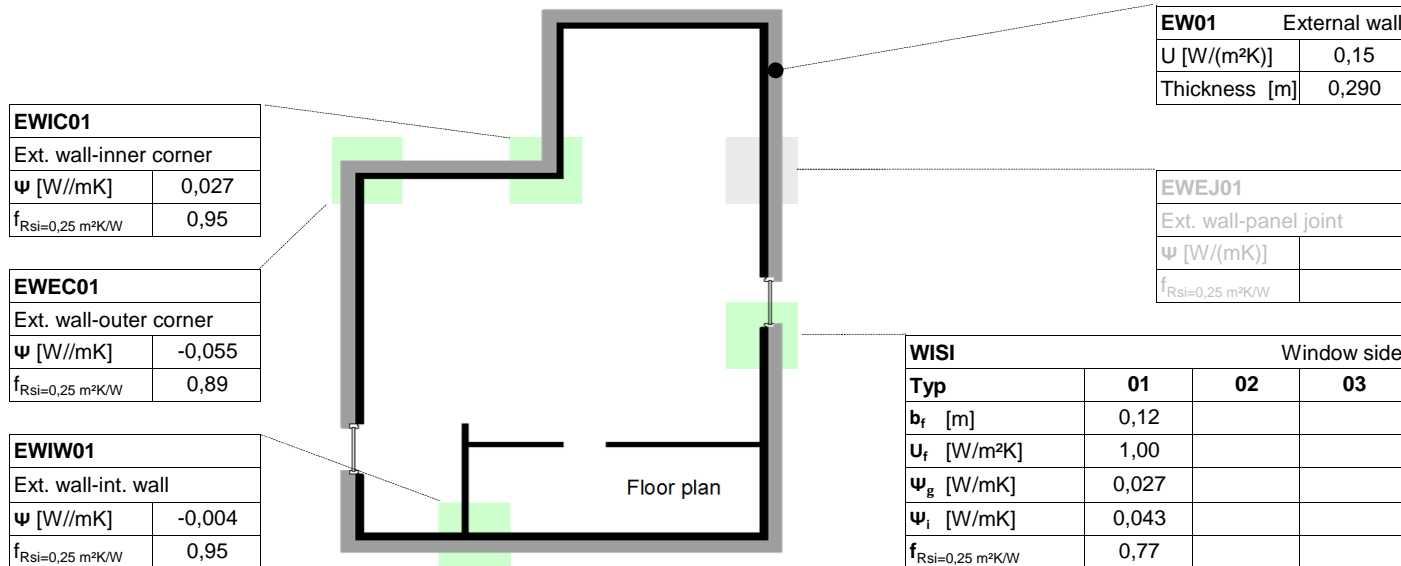 EW01 External wall
U [W/(m²K)] 0,15
Thickness [m] 0,290
EWIC01
Ext. wall-inner corner
Ψ [W//mK] 0,027
fRsi=0,25 m²K/W 0,95
EWEJ01
Ext. wall-panel joint
Ψ [W/(mK)]
fRsi=0,25 m²K/W
EWEC01
Ext. wall-outer corner
Ψ [W//mK] -0,055
fRsi=0,25 m²K/W 0,89
WISI Window side
Typ 01 02 03
bf [m] 0,12
Uf [W/m²K] 1,00
Ψg [W/mK] 0,027
Ψi [W/mK] 0,043
fRsi=0,25 m²K/W 0,77
EWIW01
Ext. wall-int. wall
Ψ [W//mK] -0,004
fRsi=0,25 m²K/W 0,95
Floor plan